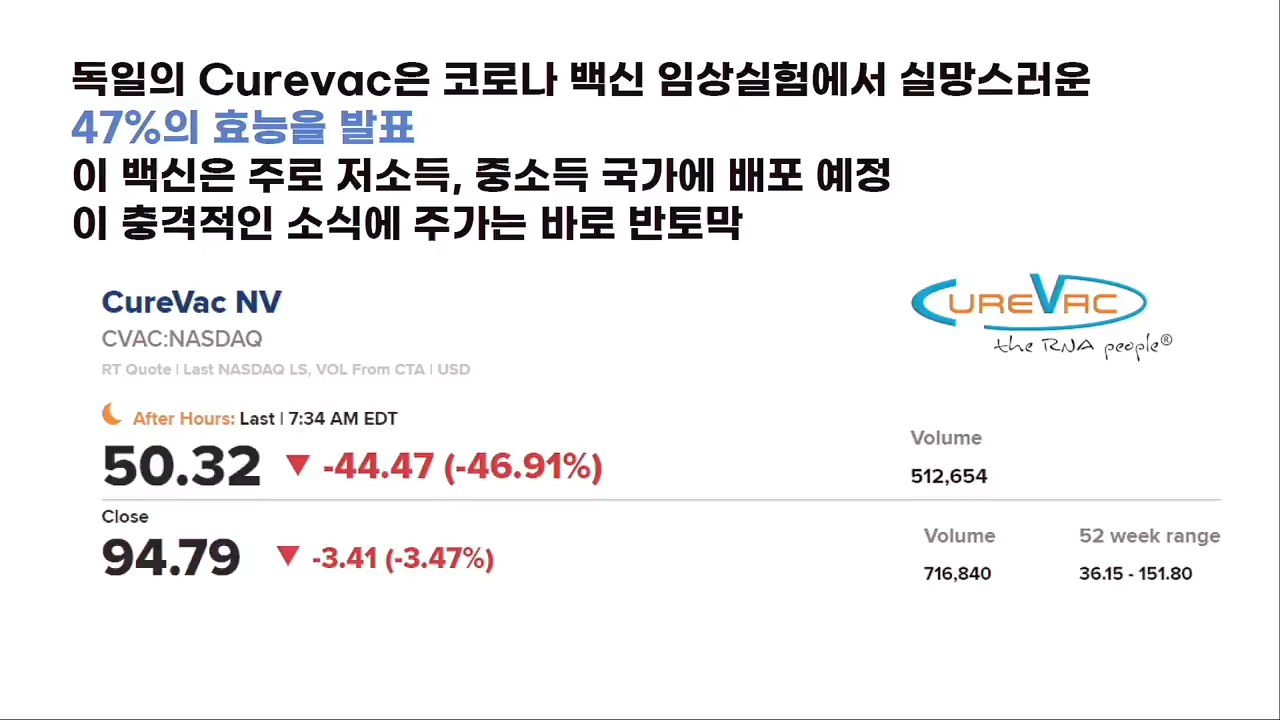 독일의 Curevac은 코로나 백신 임상실험에서 실망스러운
47%의 효능을 발표
이 백신은 주로 저소득, 중소득 국가에 배포 예정
이 충격적인 소식에 주가는 바로 반토막
CureVac NV
CVAC:NASDAQ
RT Quote | Last NASDAQ LS, VOL From CTA | USD
CUREVAC
the RNA people®
After Hours: Last | 7:34 AM EDT
50.32 ▼ -44.47 (-46.91%)
Volume
512,654
Close
94.79 ▼ -3.41 (-3.47%)
Volume 52 week range
716,840 36.15 - 151.80